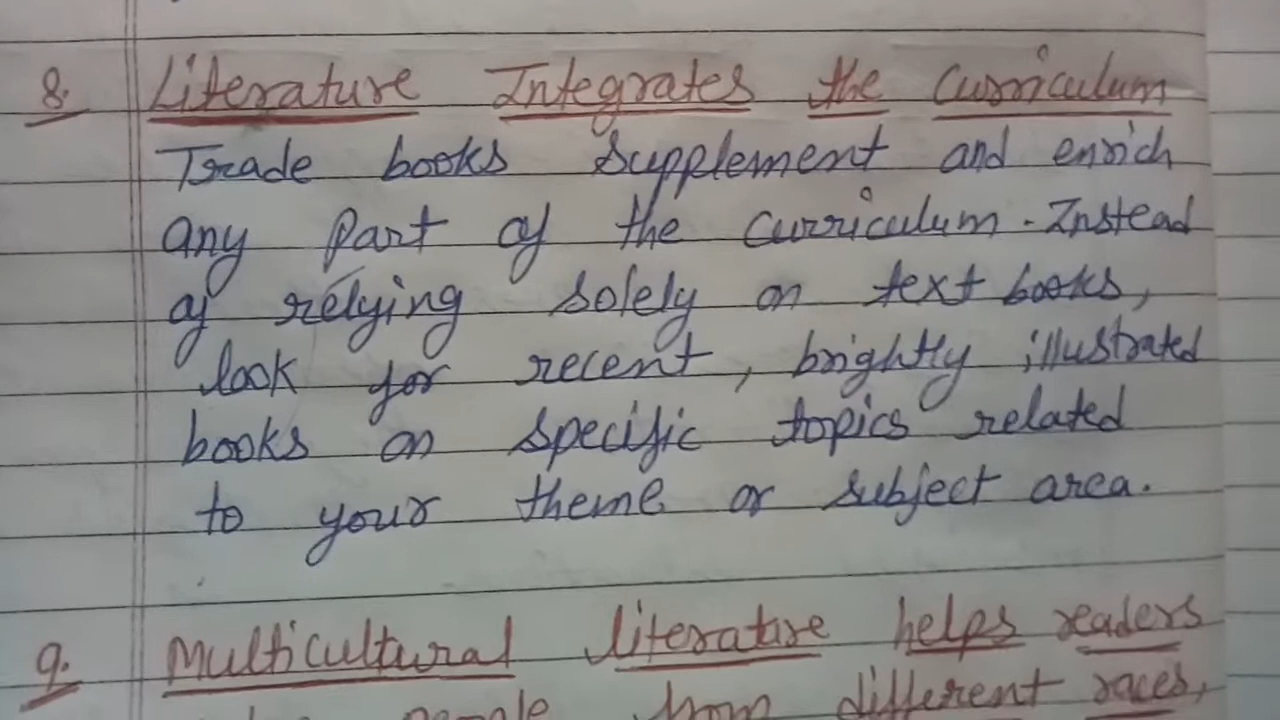 8. Literature Integrates the Curriculum
Trade books supplement and enrich
any part of the curriculum. Instead
of relying solely on text books,
look for recent, brightly illustrated
books on specific topics related
to your theme or subject area.
9. Multicultural literature helps readers
people from different races,